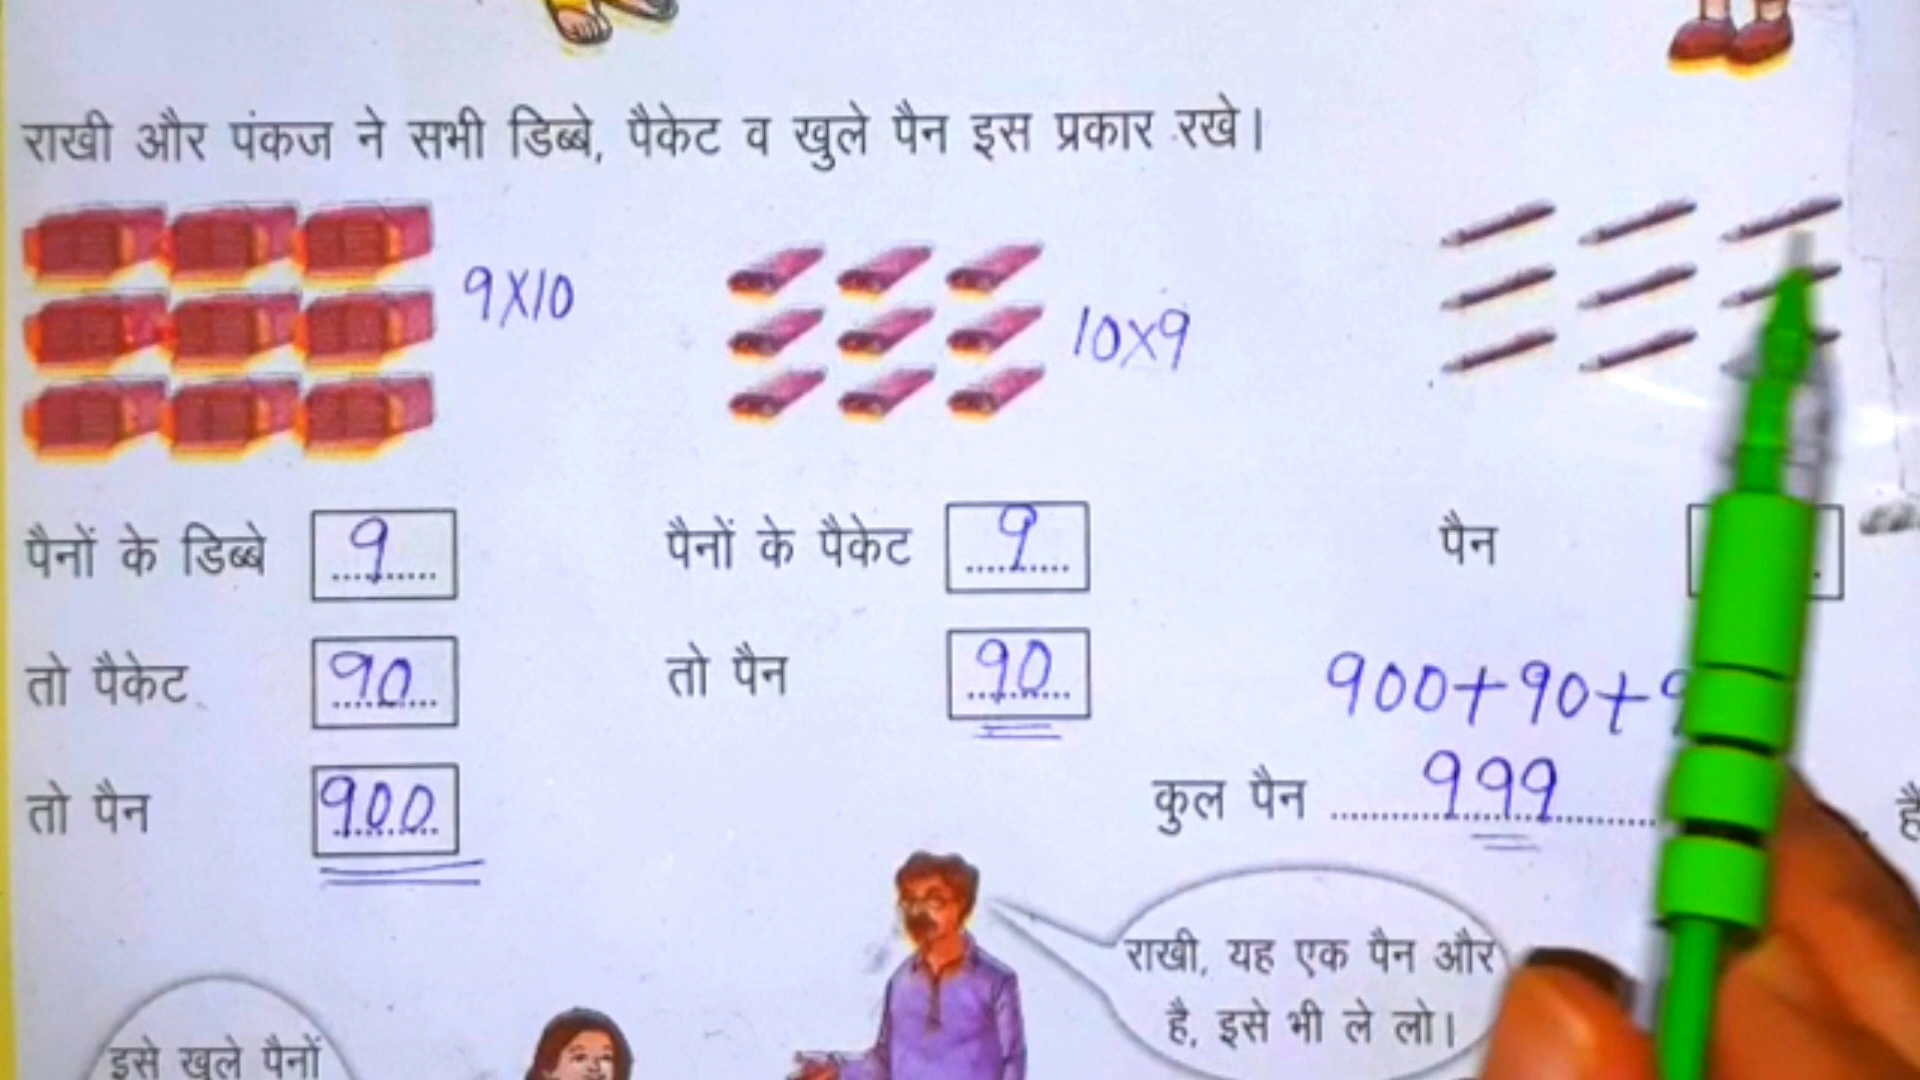 राखी और पंकज ने सभी डिब्बे, पैकेट व खुले पैन इस प्रकार रखे।
9X10
10x9
पैनों के डिब्बे 9
पैनों के पैकेट 9
पैन
तो पैकेट 90
तो पैन 90
900+90+9
तो पैन 900
कुल पैन 999 है
राखी, यह एक पैन और
है, इसे भी ले लो।
इसे खुले पैनों